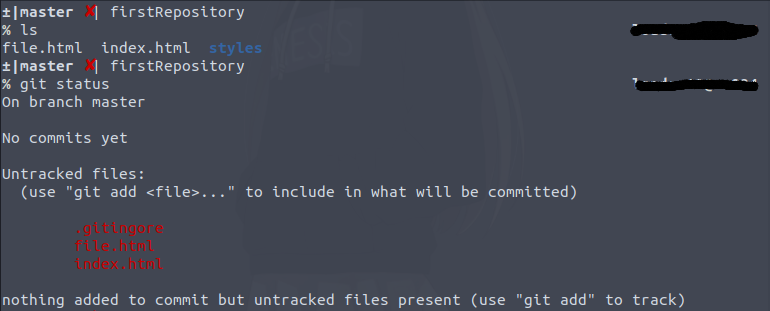 ±|master ✗| firstRepository
% ls
file.html index.html styles
±|master ✗| firstRepository
% git status
On branch master
No commits yet
Untracked files:
(use "git add <file>..." to include in what will be committed)
.gitingore
file.html
index.html
nothing added to commit but untracked files present (use "git add" to track)